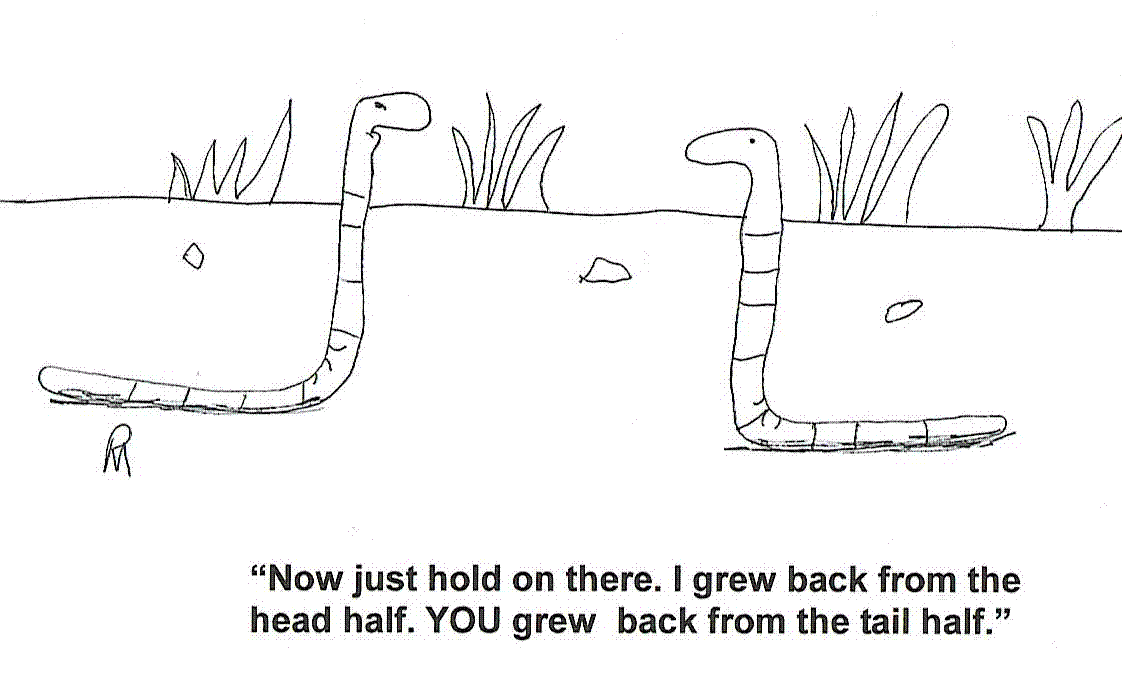 “Now just hold on there. I grew back from the
head half. YOU grew  back from the tail half.”